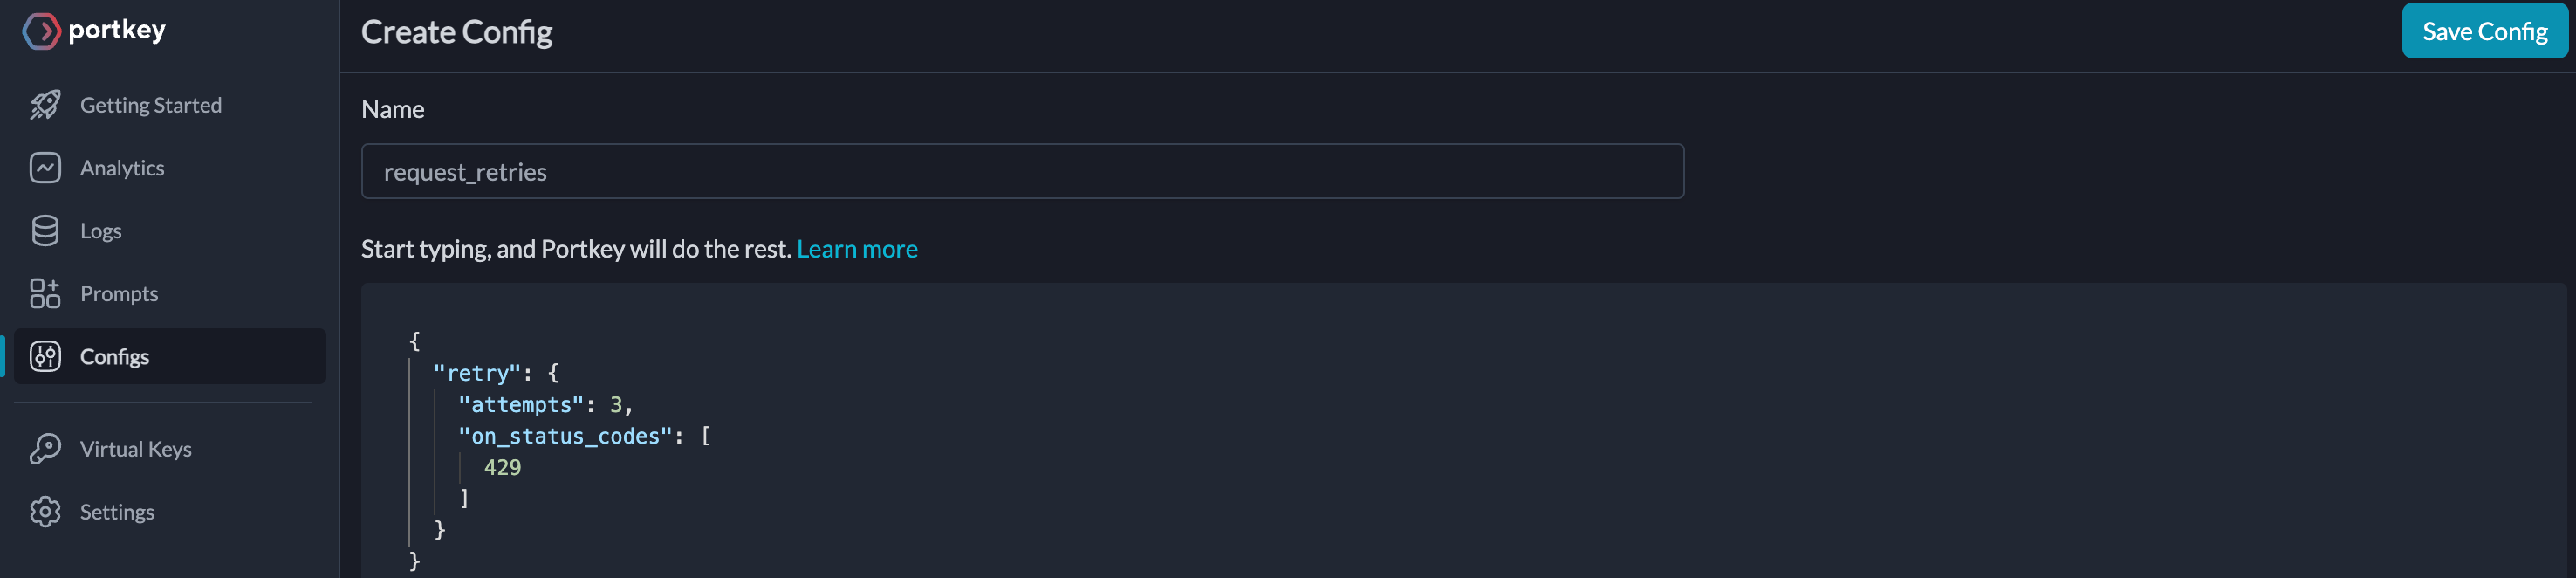 portkey
Getting Started
Analytics
Logs
Prompts
Configs
Virtual Keys
Settings
Create Config
Save Config
Name
request_retries
Start typing, and Portkey will do the rest. Learn more
{
"retry": {
"attempts": 3,
"on_status_codes": [
429
]
}
}